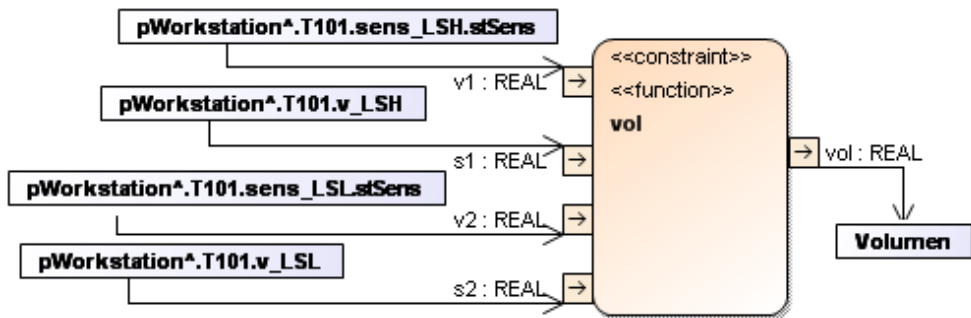 pWorkstation^.T101.sens_LSH.stSens
<<constraint>>
v1 : REAL
<<function>>
pWorkstation^.T101.v_LSH
vol
s1 : REAL
vol : REAL
pWorkstation^.T101.sens_LSL.stSens
v2 : REAL
Volumen
pWorkstation^.T101.v_LSL
s2 : REAL